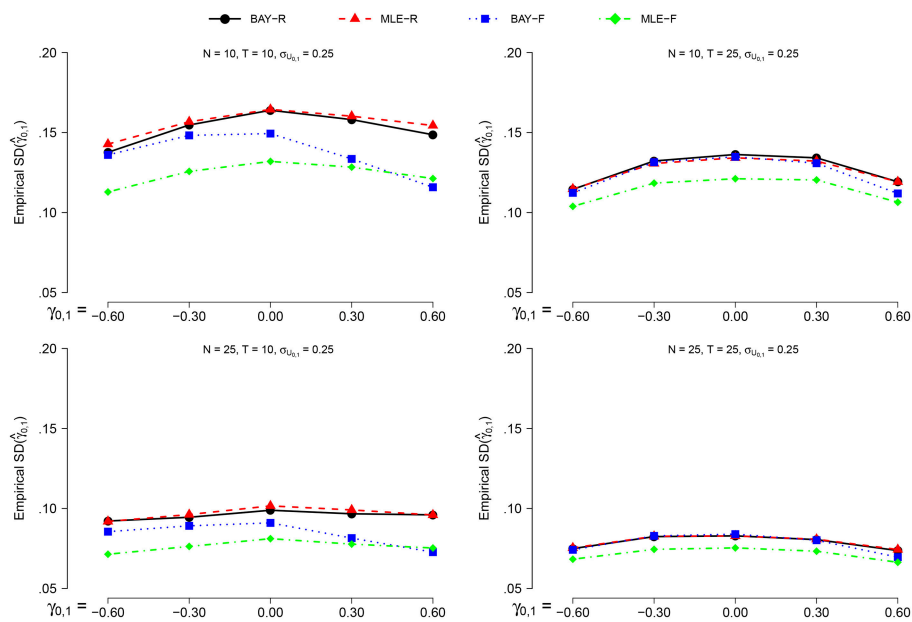 BAY−R MLE−R BAY−F MLE−F
N = 10, T = 10, σU0,1 = 0.25
.20
.15
.10
.05
Empirical SD(γ̂0,1)
γ0,1 = −0.60 −0.30 0.00 0.30 0.60
N = 10, T = 25, σU0,1 = 0.25
.20
.15
.10
.05
Empirical SD(γ̂0,1)
γ0,1 = −0.60 −0.30 0.00 0.30 0.60
N = 25, T = 10, σU0,1 = 0.25
.20
.15
.10
.05
Empirical SD(γ̂0,1)
γ0,1 = −0.60 −0.30 0.00 0.30 0.60
N = 25, T = 25, σU0,1 = 0.25
.20
.15
.10
.05
Empirical SD(γ̂0,1)
γ0,1 = −0.60 −0.30 0.00 0.30 0.60